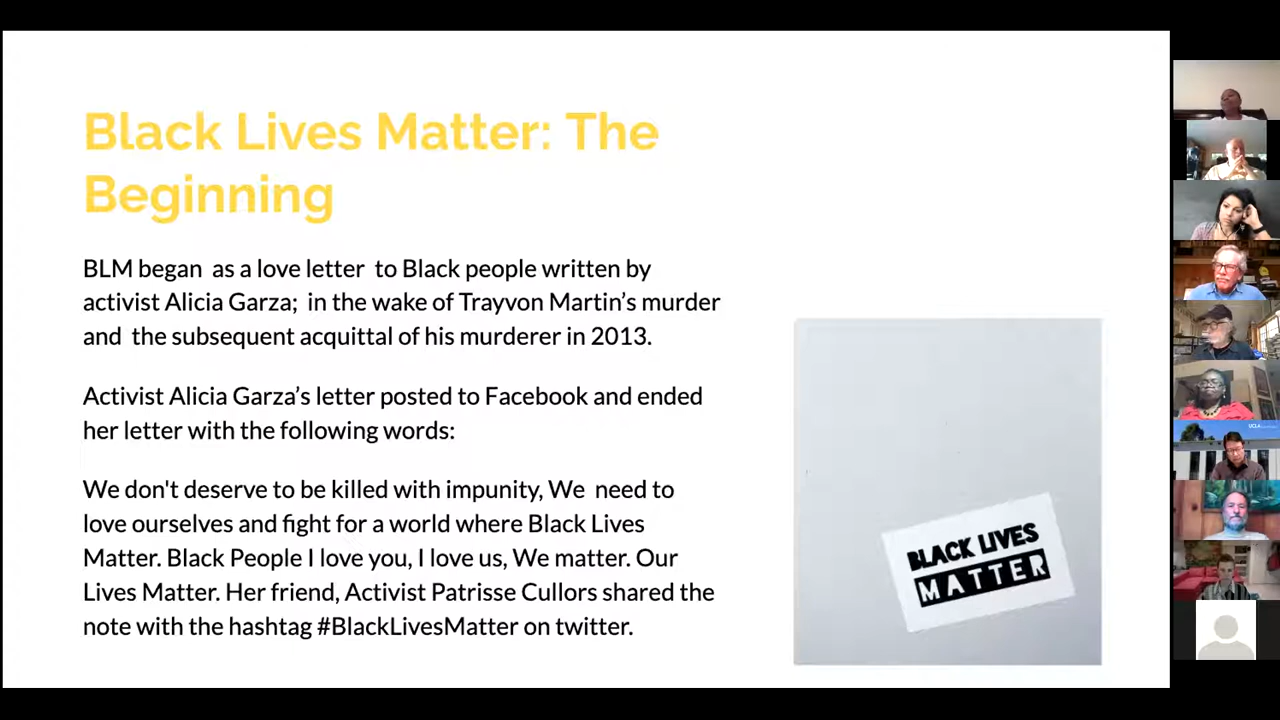 Black Lives Matter: The
Beginning
BLM began as a love letter to Black people written by
activist Alicia Garza; in the wake of Trayvon Martin’s murder
and the subsequent acquittal of his murderer in 2013.
Activist Alicia Garza’s letter posted to Facebook and ended
her letter with the following words:
We don't deserve to be killed with impunity, We need to
love ourselves and fight for a world where Black Lives
Matter. Black People I love you, I love us, We matter. Our
Lives Matter. Her friend, Activist Patrisse Cullors shared the
note with the hashtag #BlackLivesMatter on twitter.
BLACK LIVES
MATTER
UCLA